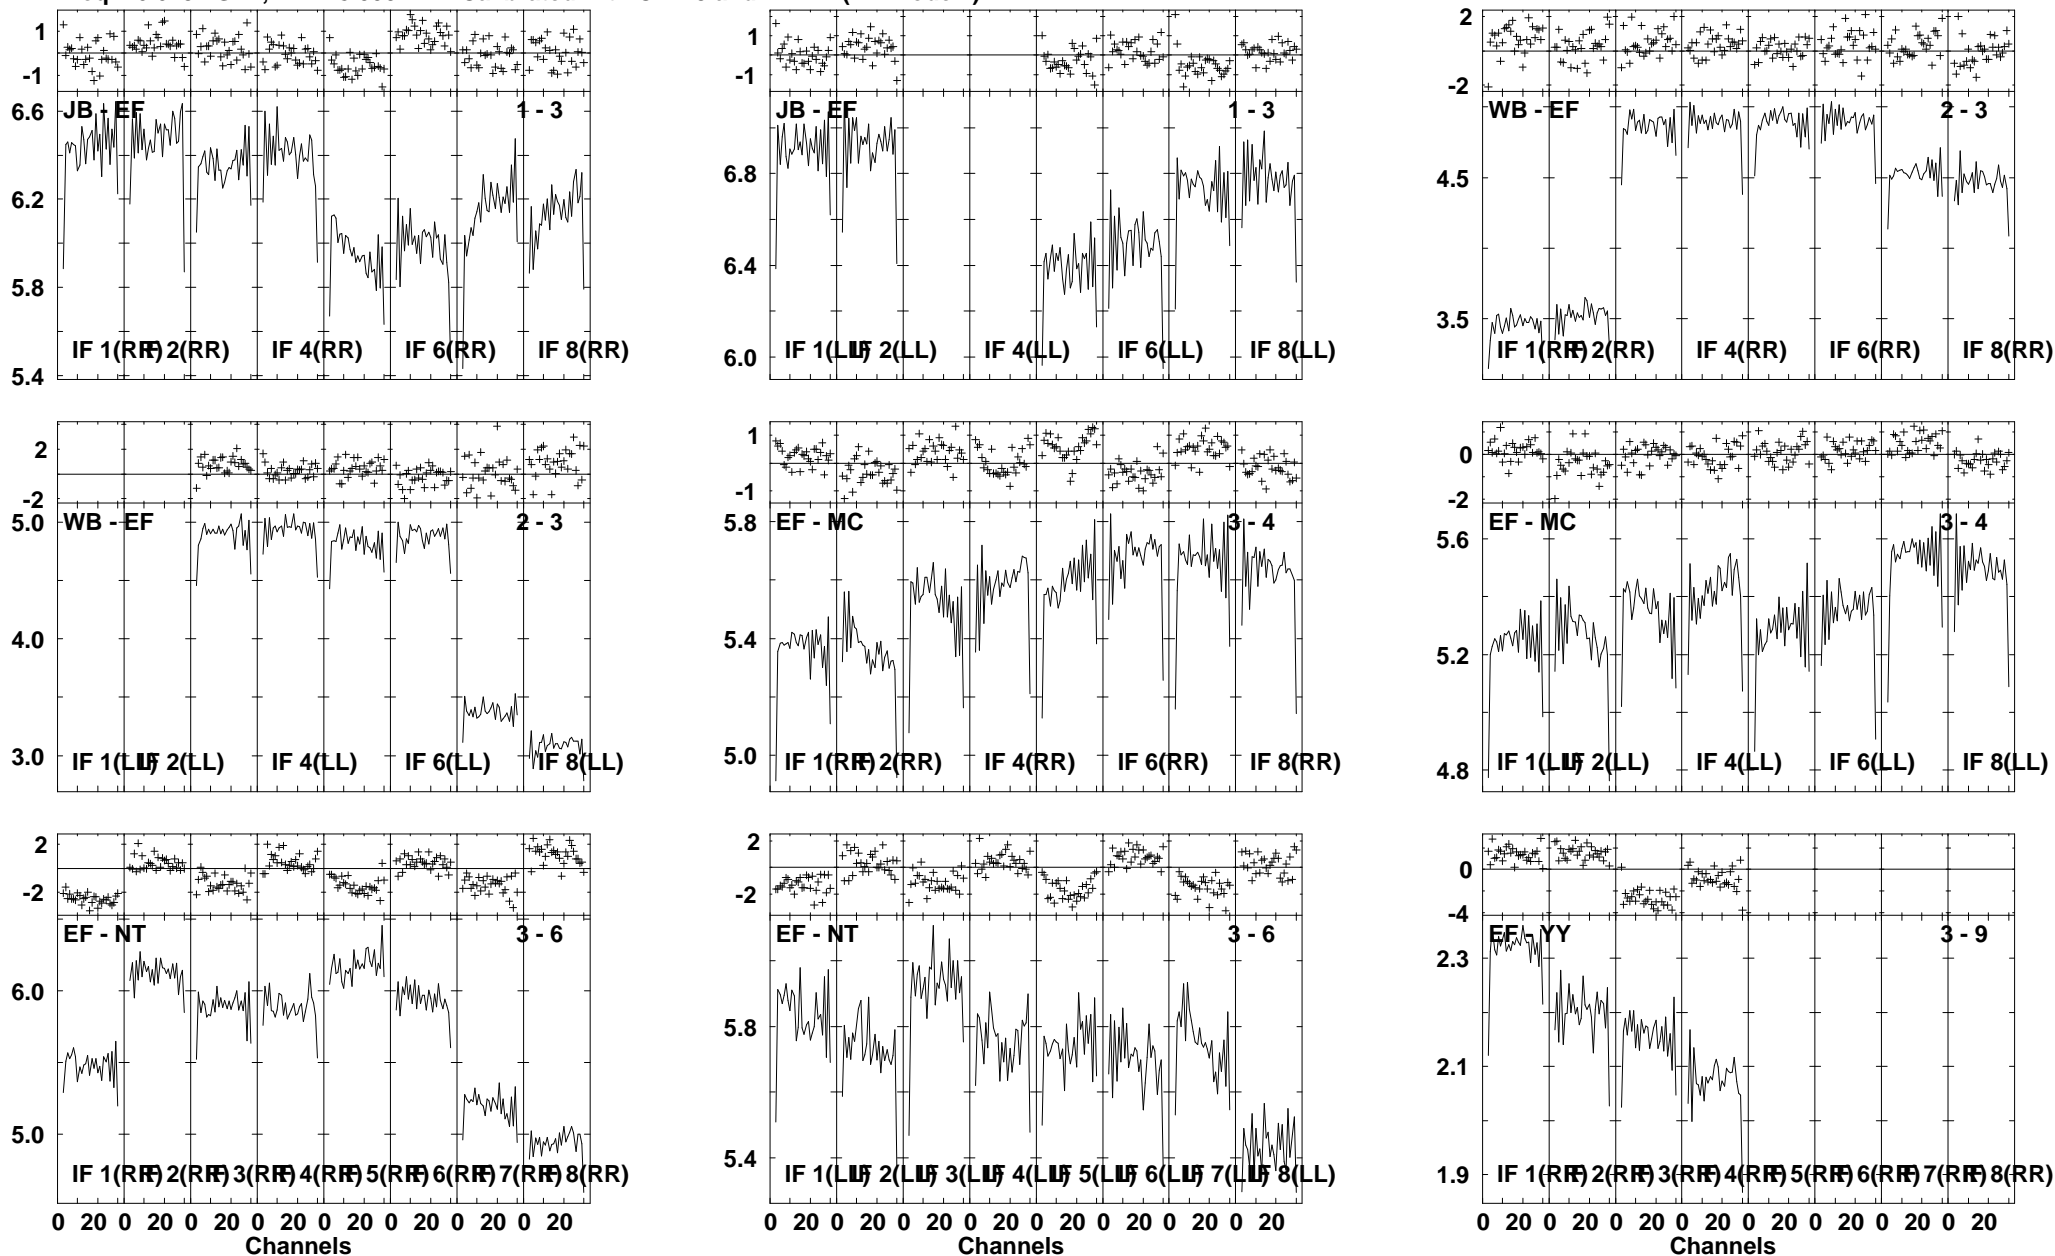 1 -1 6.6 6.2 5.8 5.4 JB - EF 1 - 3
IF 1(RR) IF 2(RR) IF 4(RR) IF 6(RR) IF 8(RR)
1 -1 6.8 6.4 6.0 JB - EF 1 - 3
IF 1(LL) IF 2(LL) IF 4(LL) IF 6(LL) IF 8(LL)
2 -2 4.5 3.5 WB - EF 2 - 3
IF 1(RR) IF 2(RR) IF 4(RR) IF 6(RR) IF 8(RR)
2 -2 5.0 4.0 3.0 WB - EF 2 - 3
IF 1(LL) IF 2(LL) IF 4(LL) IF 6(LL) IF 8(LL)
1 -1 5.8 5.4 5.0 EF - MC 3 - 4
IF 1(RR) IF 2(RR) IF 4(RR) IF 6(RR) IF 8(RR)
0 -2 5.6 5.2 4.8 EF - MC 3 - 4
IF 1(LL) IF 2(LL) IF 4(LL) IF 6(LL) IF 8(LL)
2 -2 6.0 5.0 EF - NT 3 - 6
IF 1(RR) IF 2(RR) IF 3(RR) IF 4(RR) IF 5(RR) IF 6(RR) IF 7(RR) IF 8(RR)
0 20 0 20 0 20 0 20 0 20 0 20 0 20 0 20
Channels
2 -2 5.8 5.4 EF - NT 3 - 6
IF 1(LL) IF 2(LL) IF 3(LL) IF 4(LL) IF 5(LL) IF 6(LL) IF 7(LL) IF 8(LL)
0 20 0 20 0 20 0 20 0 20 0 20 0 20 0 20
Channels
0 -4 2.3 2.1 1.9 EF - YY 3 - 9
IF 1(RR) IF 2(RR) IF 3(RR) IF 4(RR) IF 5(RR) IF 6(RR) IF 7(RR) IF 8(RR)
0 20 0 20 0 20 0 20 0 20 0 20 0 20 0 20
Channels